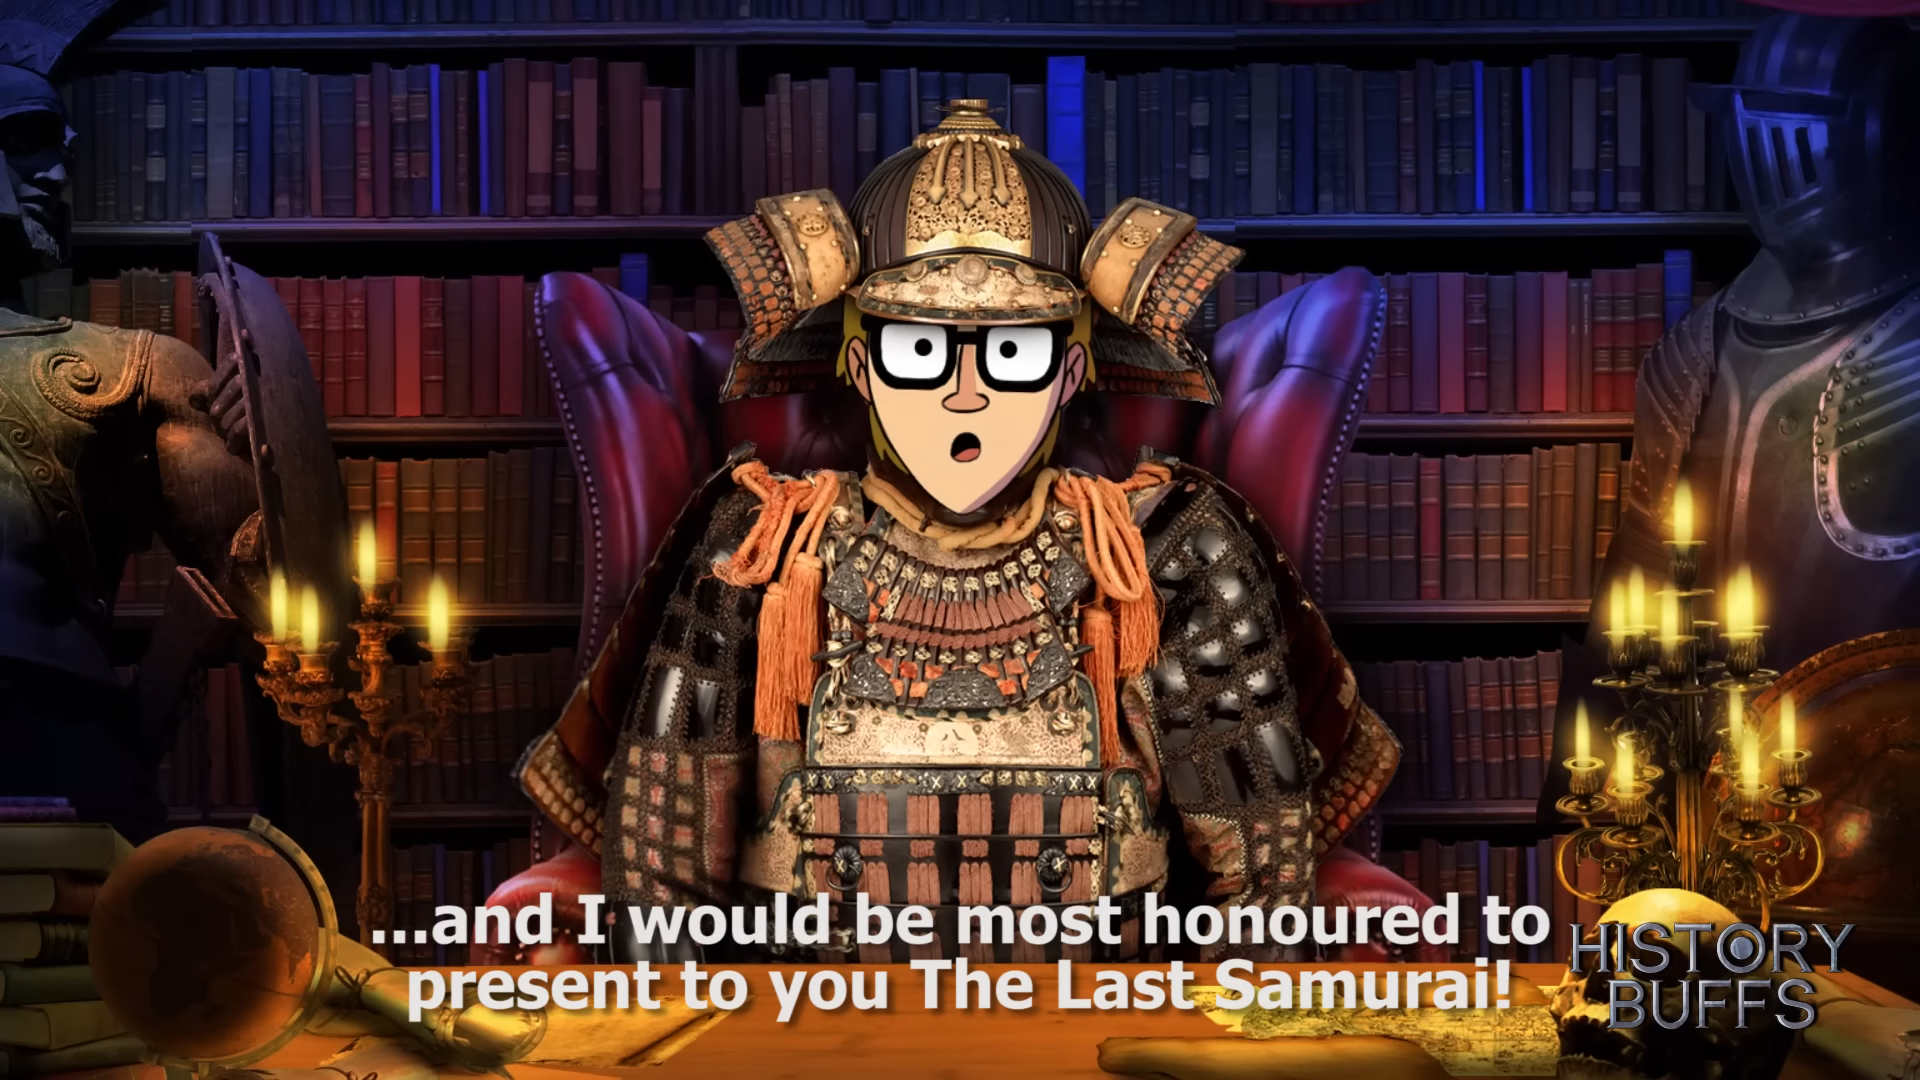 ...and I would be most honoured to
present to you The Last Samurai!
HISTORY
BUFFS